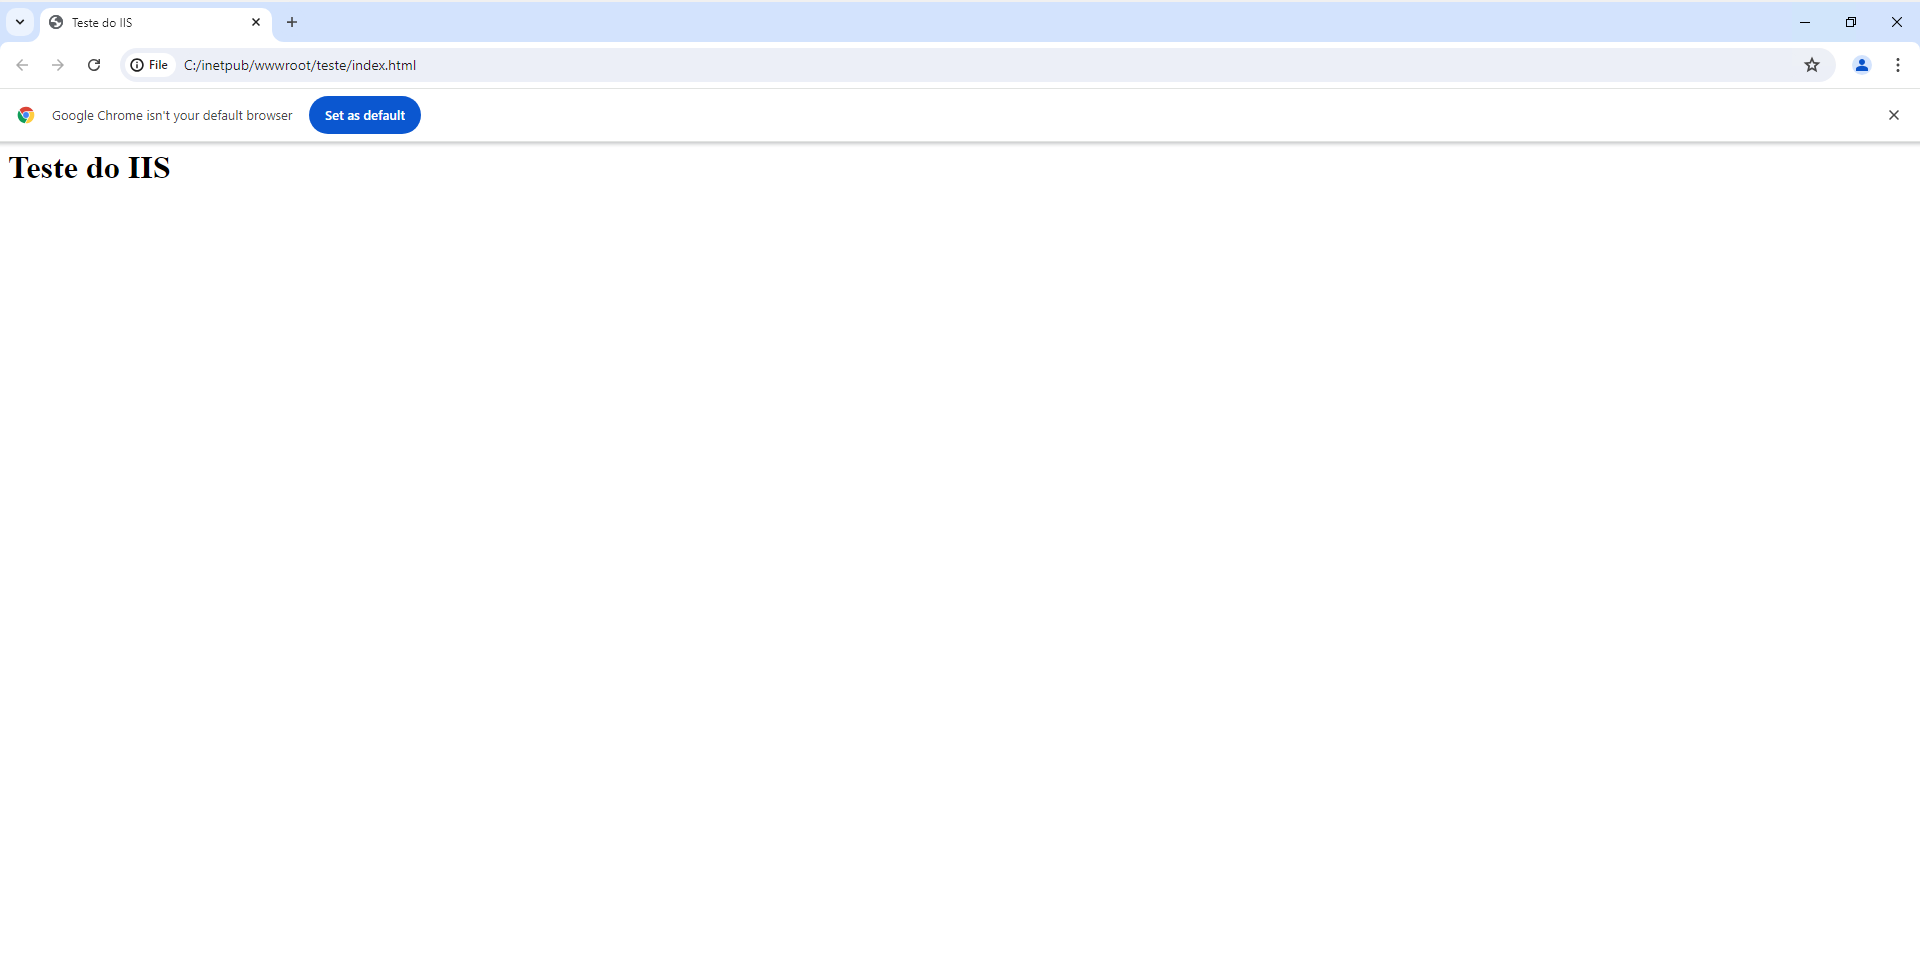 Teste do IIS
File
C:/inetpub/wwwroot/teste/index.html
Google Chrome isn't your default browser
Set as default
Teste do IIS